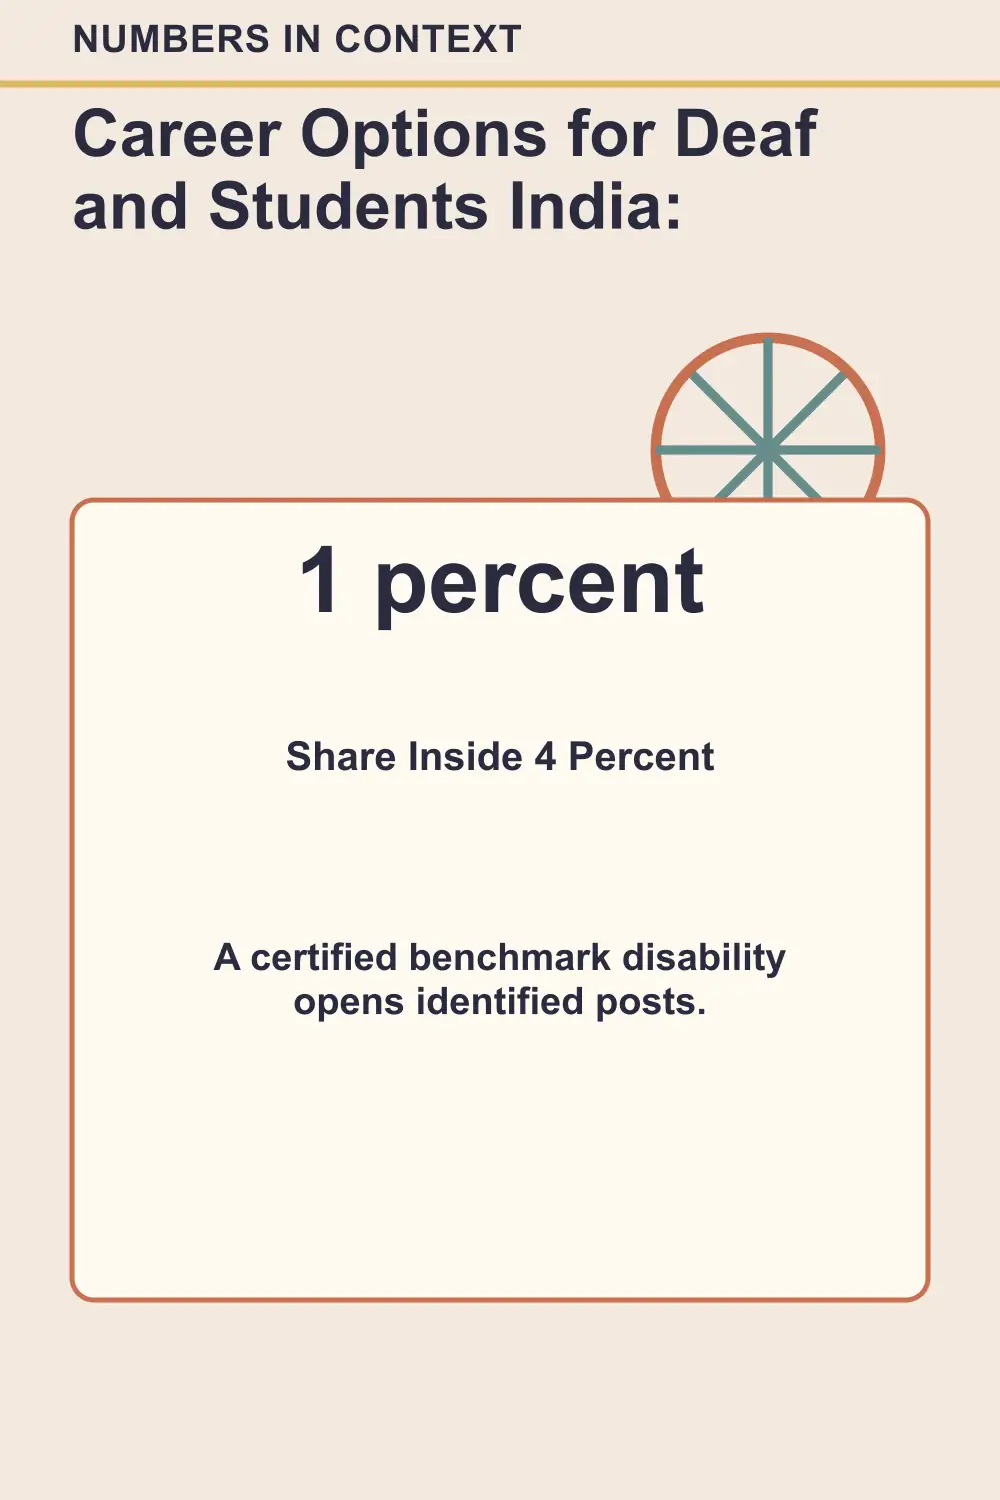 NUMBERS IN CONTEXT
Career Options for Deaf
and Students India:
1 percent
Share Inside 4 Percent
A certified benchmark disability
opens identified posts.